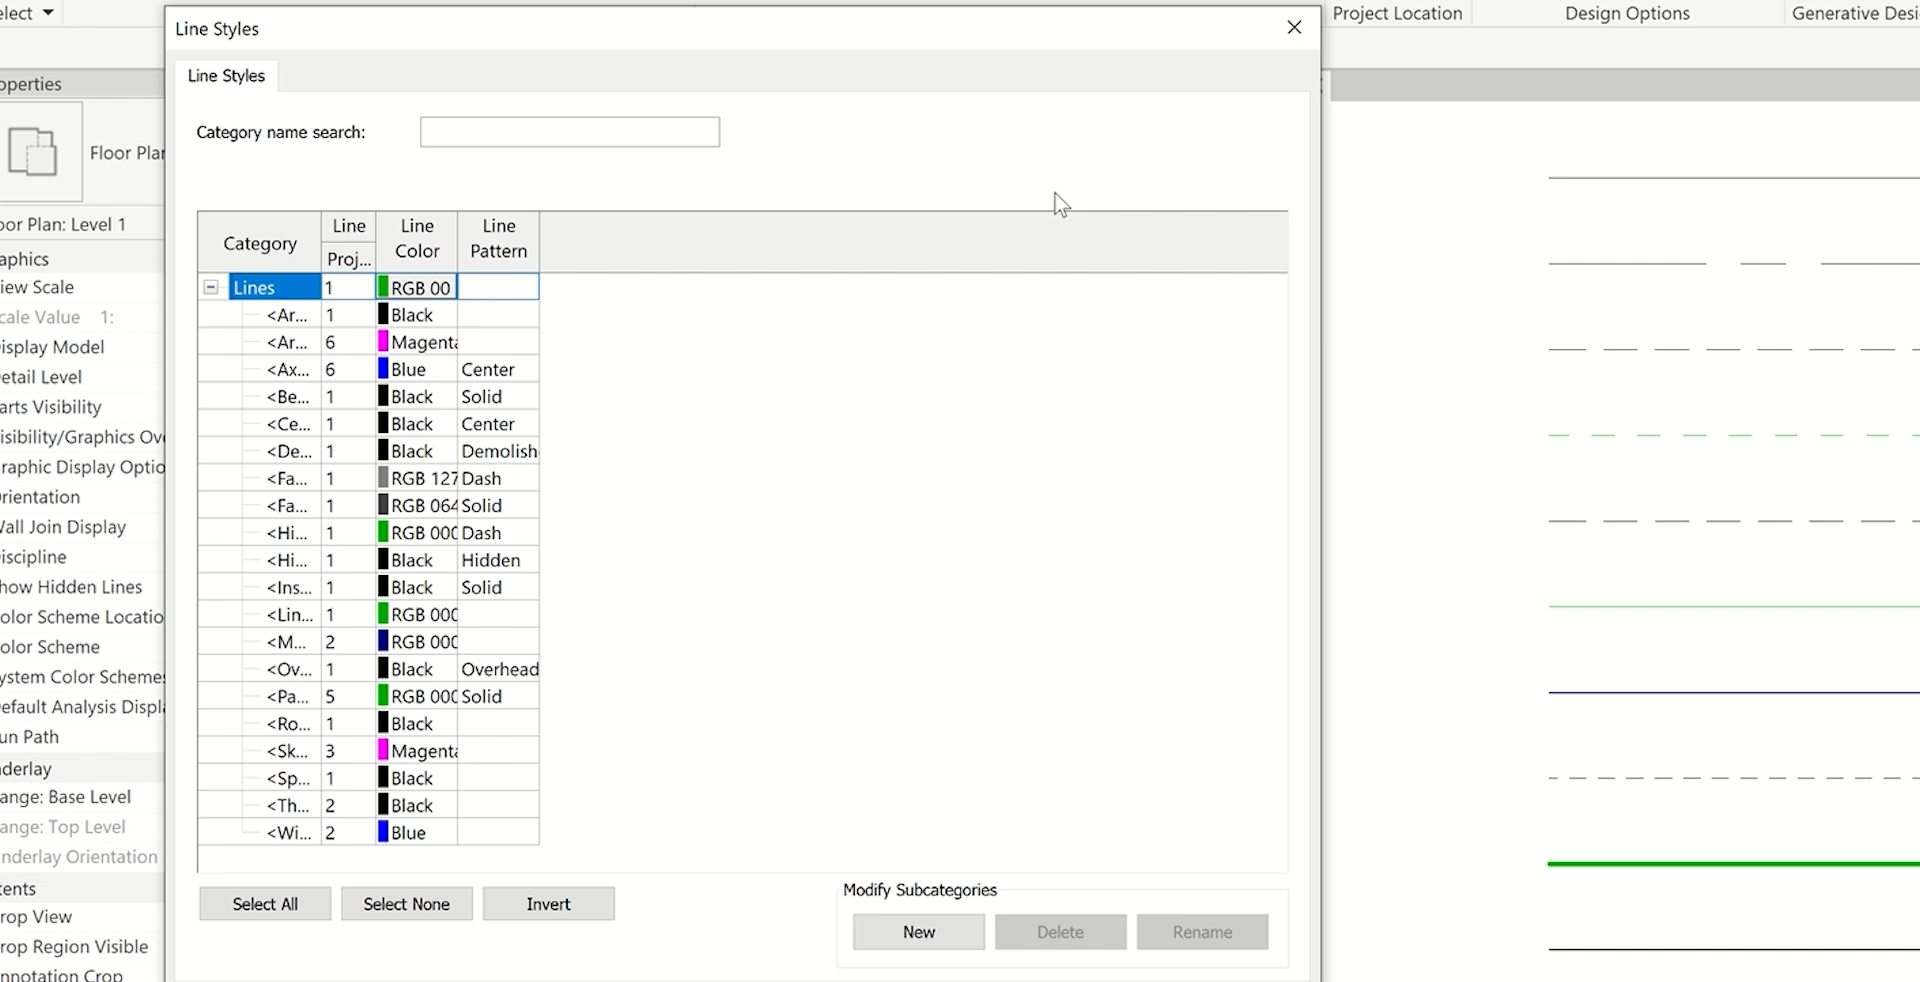 elect
Project Location
Design Options
Generative Desi
Line Styles
Line Styles
operties
Category name search:
Floor Plan
oor Plan: Level 1
aphics
iew Scale
cale Value 1:
isplay Model
etail Level
arts Visibility
isibility/Graphics Ove
raphic Display Optio
rientation
Vall Join Display
iscipline
how Hidden Lines
olor Scheme Locatio
olor Scheme
ystem Color Schemes
efault Analysis Displa
un Path
derlay
ange: Base Level
ange: Top Level
nderlay Orientation
tents
rop View
rop Region Visible
nnotation Crop
Category Line Line Color Line Pattern
Proj...
Lines 1 RGB 00
<Ar... 1 Black
<Ar... 6 Magenta
<Ax... 6 Blue Center
<Be... 1 Black Solid
<Ce... 1 Black Center
<De... 1 Black Demolish
<Fa... 1 RGB 127 Dash
<Fa... 1 RGB 064 Solid
<Hi... 1 RGB 000 Dash
<Hi... 1 Black Hidden
<Ins... 1 Black Solid
<Lin... 1 RGB 000
<M... 2 RGB 000
<Ov... 1 Black Overhead
<Pa... 5 RGB 000 Solid
<Ro... 1 Black
<Sk... 3 Magenta
<Sp... 1 Black
<Th... 2 Black
<Wi... 2 Blue
Select All
Select None
Invert
Modify Subcategories
New
Delete
Rename